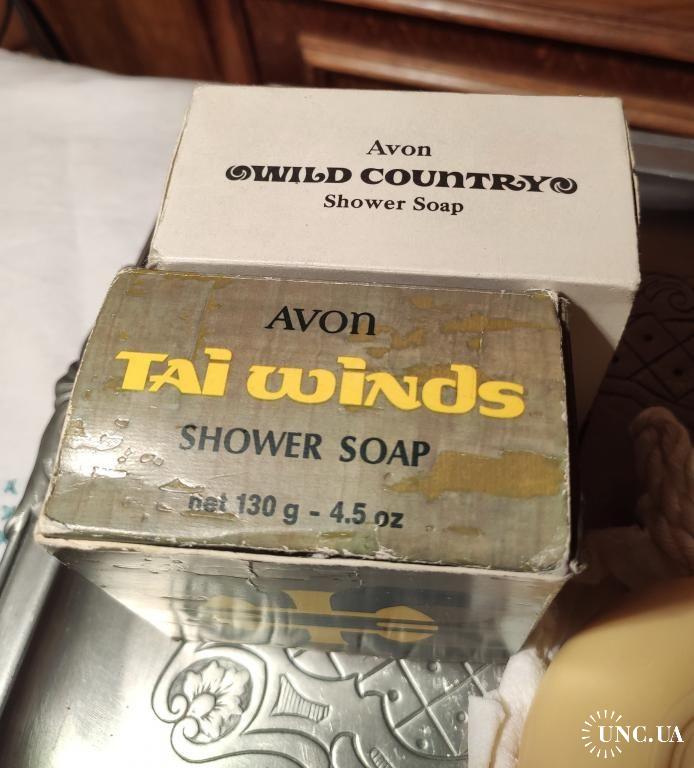 Avon
WILD COUNTRY
Shower Soap
AVON
TAI WINDS
SHOWER SOAP
net 130 g - 4.5 oz
UNC.UA